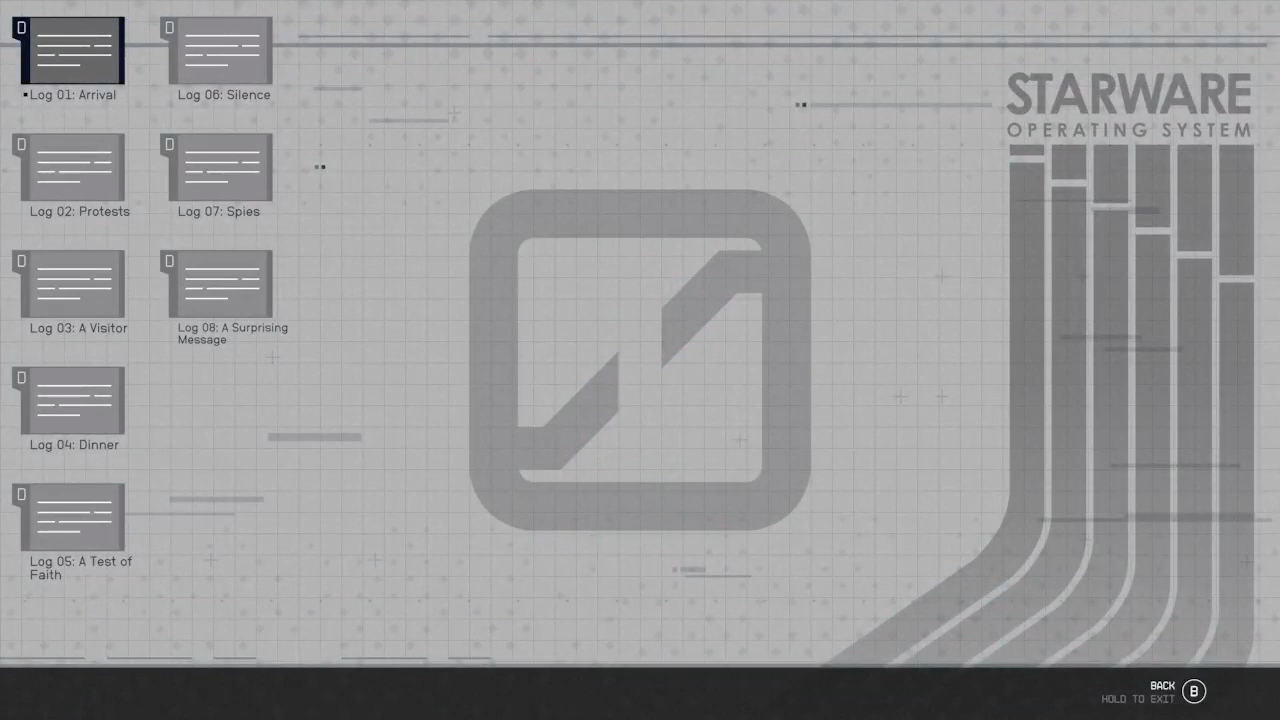 Log 01: Arrival
Log 06: Silence
Log 02: Protests
Log 07: Spies
Log 03: A Visitor
Log 08: A Surprising
Message
Log 04: Dinner
Log 05: A Test of
Faith
STARWARE
OPERATING SYSTEM
BACK
HOLD TO EXIT
B